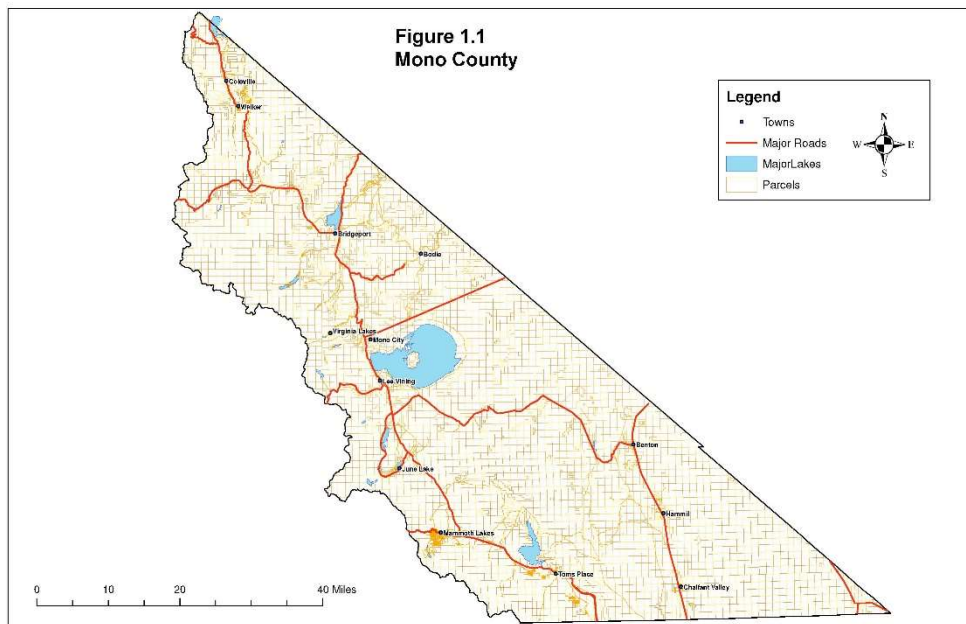 Figure 1.1
Mono County
Legend
Towns
Major Roads
MajorLakes
Parcels
N
W
E
S
Coleville
Walker
Bridgeport
Bodie
Virginia Lakes
Mono City
Lee Vining
Benton
June Lake
Hammil
Mammoth Lakes
Toms Place
Chalfant Valley
0 20 40 Miles
10